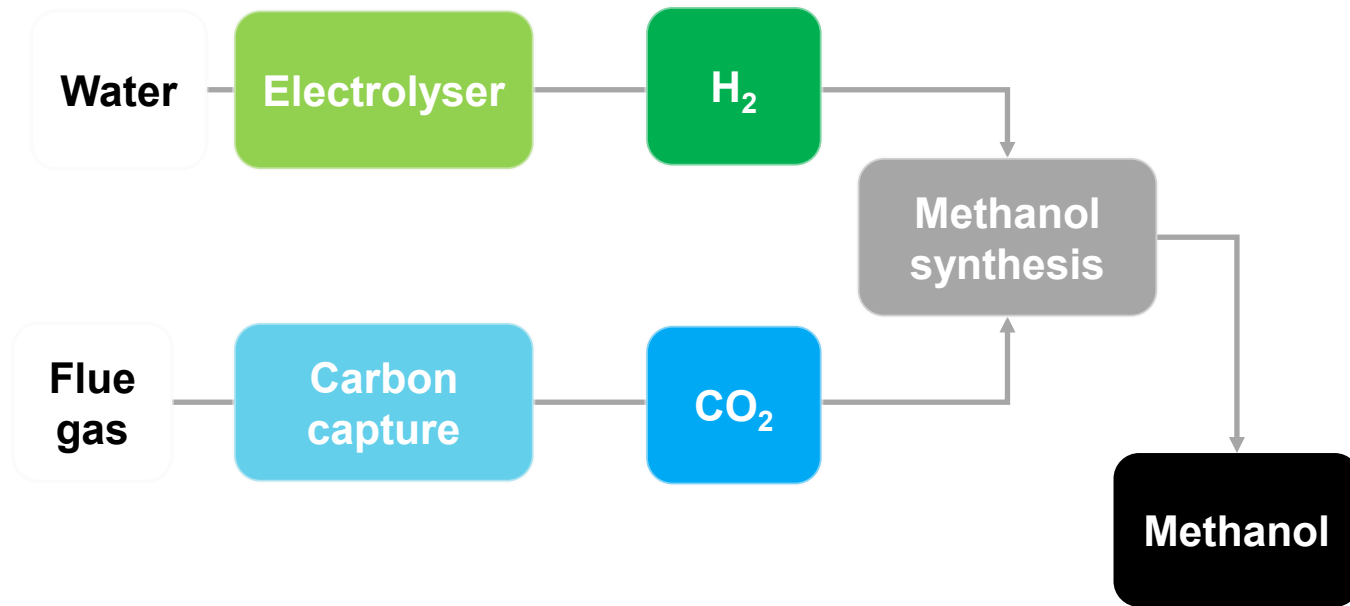 Water
Electrolyser
H₂
Methanol
synthesis
Flue
gas
Carbon
capture
CO₂
Methanol